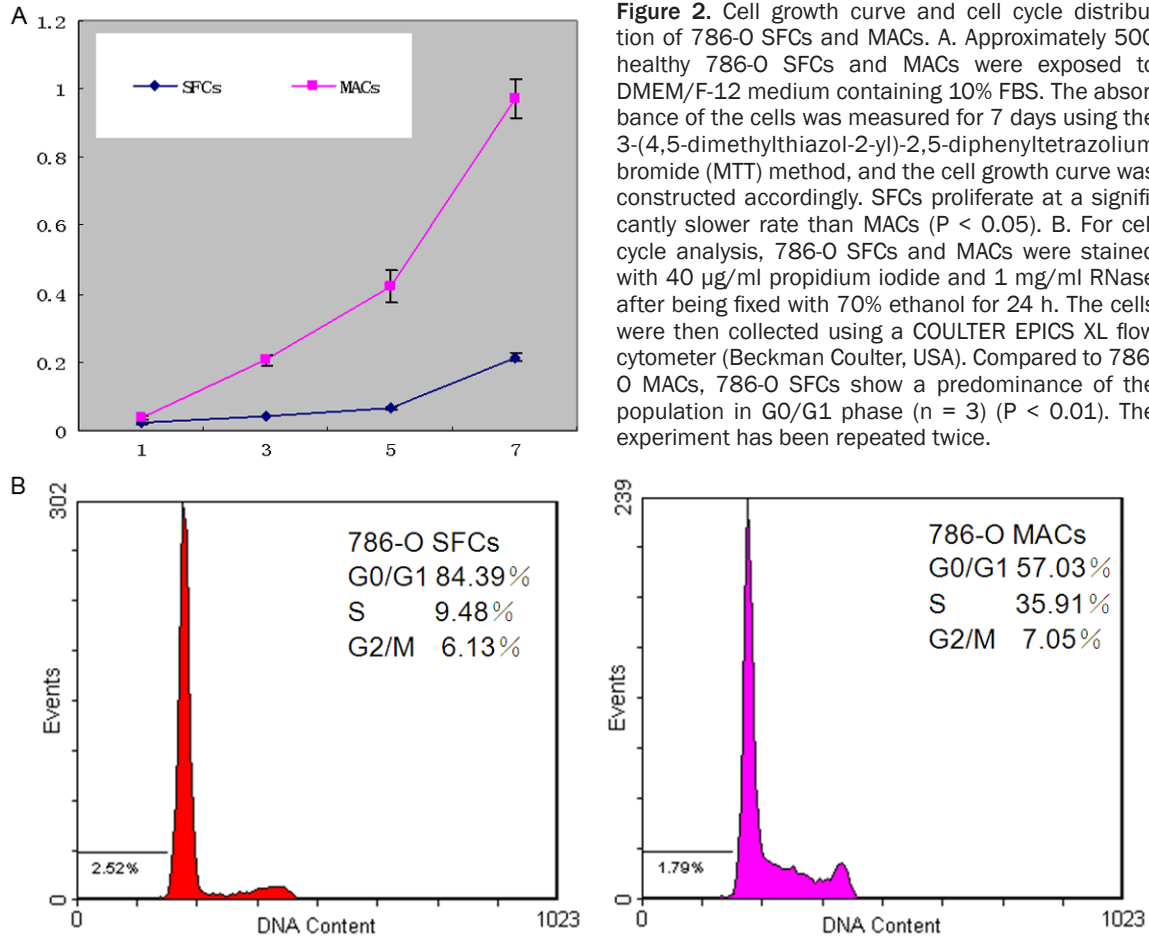 A
1.2
1
0.8
0.6
0.4
0.2
0
1 3 5 7
SFCs MACs
Figure 2. Cell growth curve and cell cycle distribu
tion of 786-O SFCs and MACs. A. Approximately 500
healthy 786-O SFCs and MACs were exposed to
DMEM/F-12 medium containing 10% FBS. The absor
bance of the cells was measured for 7 days using the
3-(4,5-dimethylthiazol-2-yl)-2,5-diphenyltetrazolium
bromide (MTT) method, and the cell growth curve was
constructed accordingly. SFCs proliferate at a signifi
cantly slower rate than MACs (P < 0.05). B. For cell
cycle analysis, 786-O SFCs and MACs were stained
with 40 µg/ml propidium iodide and 1 mg/ml RNase
after being fixed with 70% ethanol for 24 h. The cells
were then collected using a COULTER EPICS XL flow
cytometer (Beckman Coulter, USA). Compared to 786
O MACs, 786-O SFCs show a predominance of the
population in G0/G1 phase (n = 3) (P < 0.01). The
experiment has been repeated twice.
B
302
Events
0
786-O SFCs
G0/G1 84.39%
S 9.48%
G2/M 6.13%
2.52%
0 DNA Content 1023
239
Events
0
786-O MACs
G0/G1 57.03%
S 35.91%
G2/M 7.05%
1.79%
0 DNA Content 1023